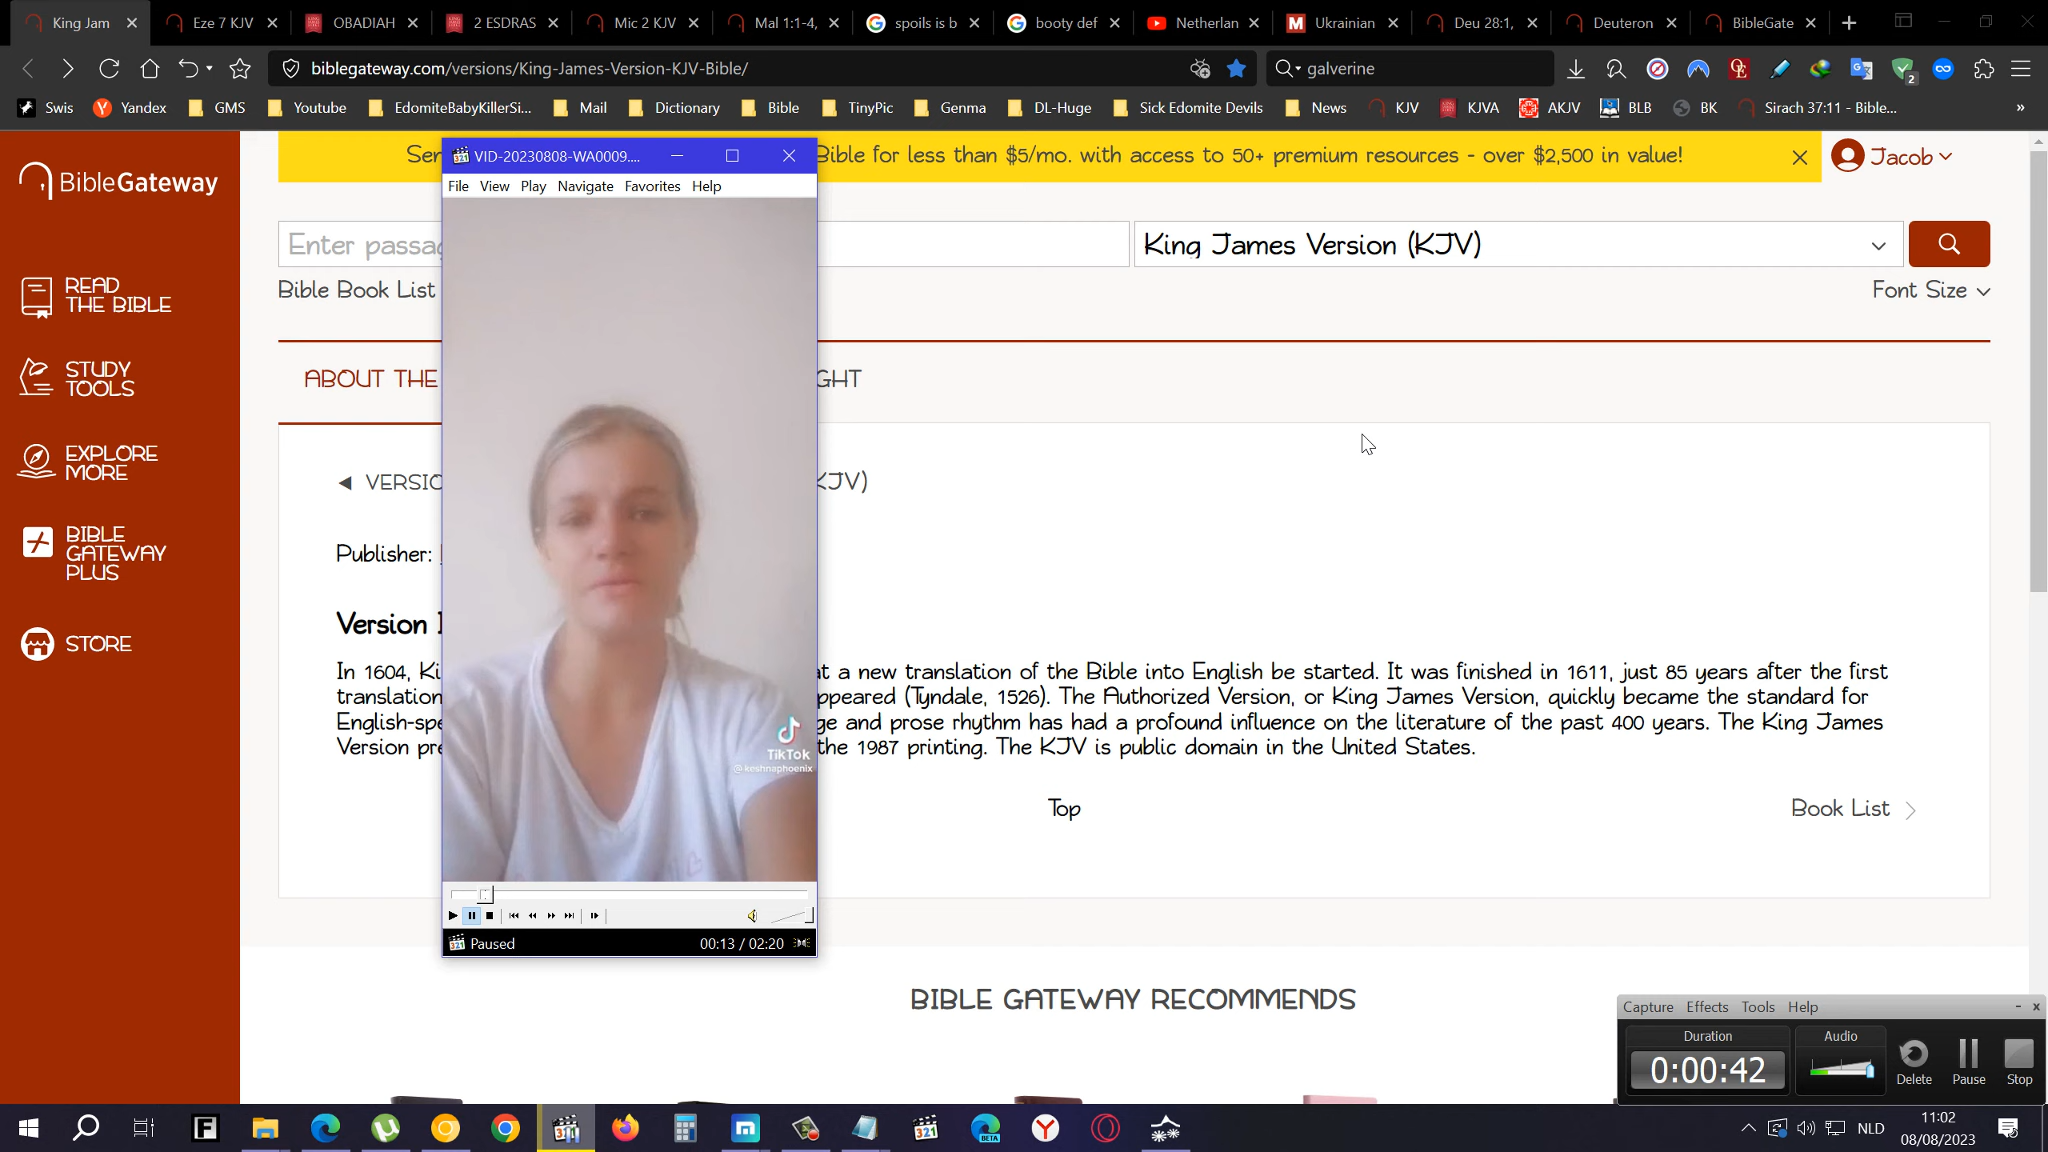 King Jam
Eze 7 KJV
OBADIAH
2 ESDRAS
Mic 2 KJV
Mal 1:1-4,
spoils is b
booty def
Netherlan
Ukrainian
Deu 28:1,
Deuteron
BibleGate
biblegateway.com/versions/King-James-Version-KJV-Bible/
galverine
2
Swis
Yandex
GMS
Youtube
EdomiteBabyKillerSi...
Mail
Dictionary
Bible
TinyPic
Genma
DL-Huge
Sick Edomite Devils
News
KJV
KJVA
AKJV
BLB
BK
Sirach 37:11 - Bible...
BibleGateway
Bible for less than $5/mo. with access to 50+ premium resources - over $2,500 in value!
Jacob
VID-20230808-WA0009....
File View Play Navigate Favorites Help
Enter passag
King James Version (KJV)
Bible Book List
Font Size
READ
THE BIBLE
STUDY
TOOLS
EXPLORE
MORE
BIBLE
GATEWAY
PLUS
STORE
ABOUT THE
GHT
VERSIO
KJV)
Publisher:
Version I
In 1604, Ki at a new translation of the Bible into English be started. It was finished in 1611, just 85 years after the first
translation ppeared (Tyndale, 1526). The Authorized Version, or King James Version, quickly became the standard for
English-spe ge and prose rhythm has had a profound influence on the literature of the past 400 years. The King James
Version pre the 1987 printing. The KJV is public domain in the United States.
TikTok
@keshnaphoenix
Top
Book List
Paused
00:13 / 02:20
BIBLE GATEWAY RECOMMENDS
Capture Effects Tools Help
Duration
Audio
0:00:42
Delete
Pause
Stop
321
BETA
NLD
11:02
08/08/2023